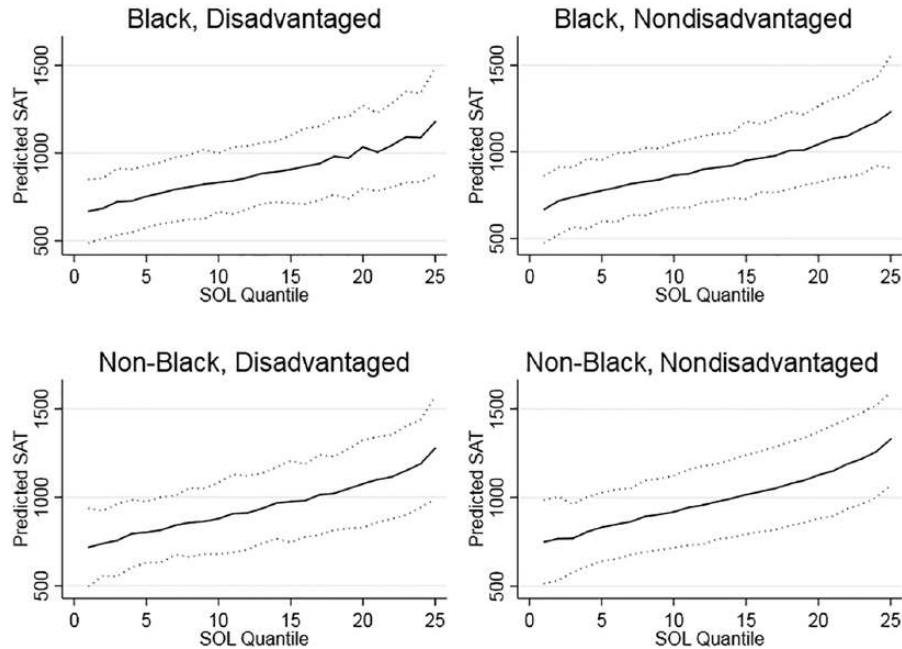 Black, Disadvantaged
Predicted SAT
1500
1000
500
0 5 10 15 20 25
SOL Quantile
Black, Nondisadvantaged
Predicted SAT
1500
1000
500
0 5 10 15 20 25
SOL Quantile
Non-Black, Disadvantaged
Predicted SAT
1500
1000
500
0 5 10 15 20 25
SOL Quantile
Non-Black, Nondisadvantaged
Predicted SAT
1500
1000
500
0 5 10 15 20 25
SOL Quantile